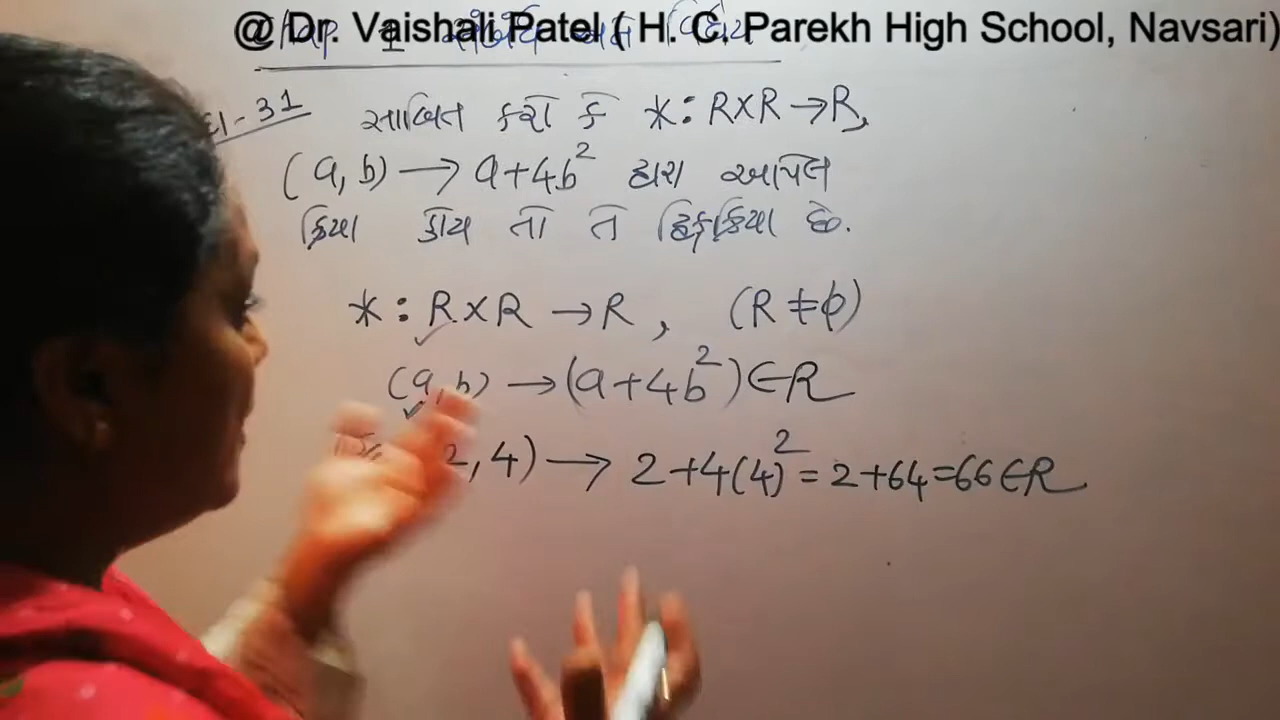 @ Dr. Vaishali Patel ( H. C. Parekh High School, Navsari)
સાબિત કરો કે *: R×R→R,
(a, b) → a+4b² દ્વારા આપેલ
ક્રિયા હોય તો તે દ્વિક્ક્રિયા છે.
*: R×R → R, (R ≠ φ)
(a, b) → (a+4b²) ∈ R
2, 4) → 2+4(4)² = 2+64=66 ∈ R